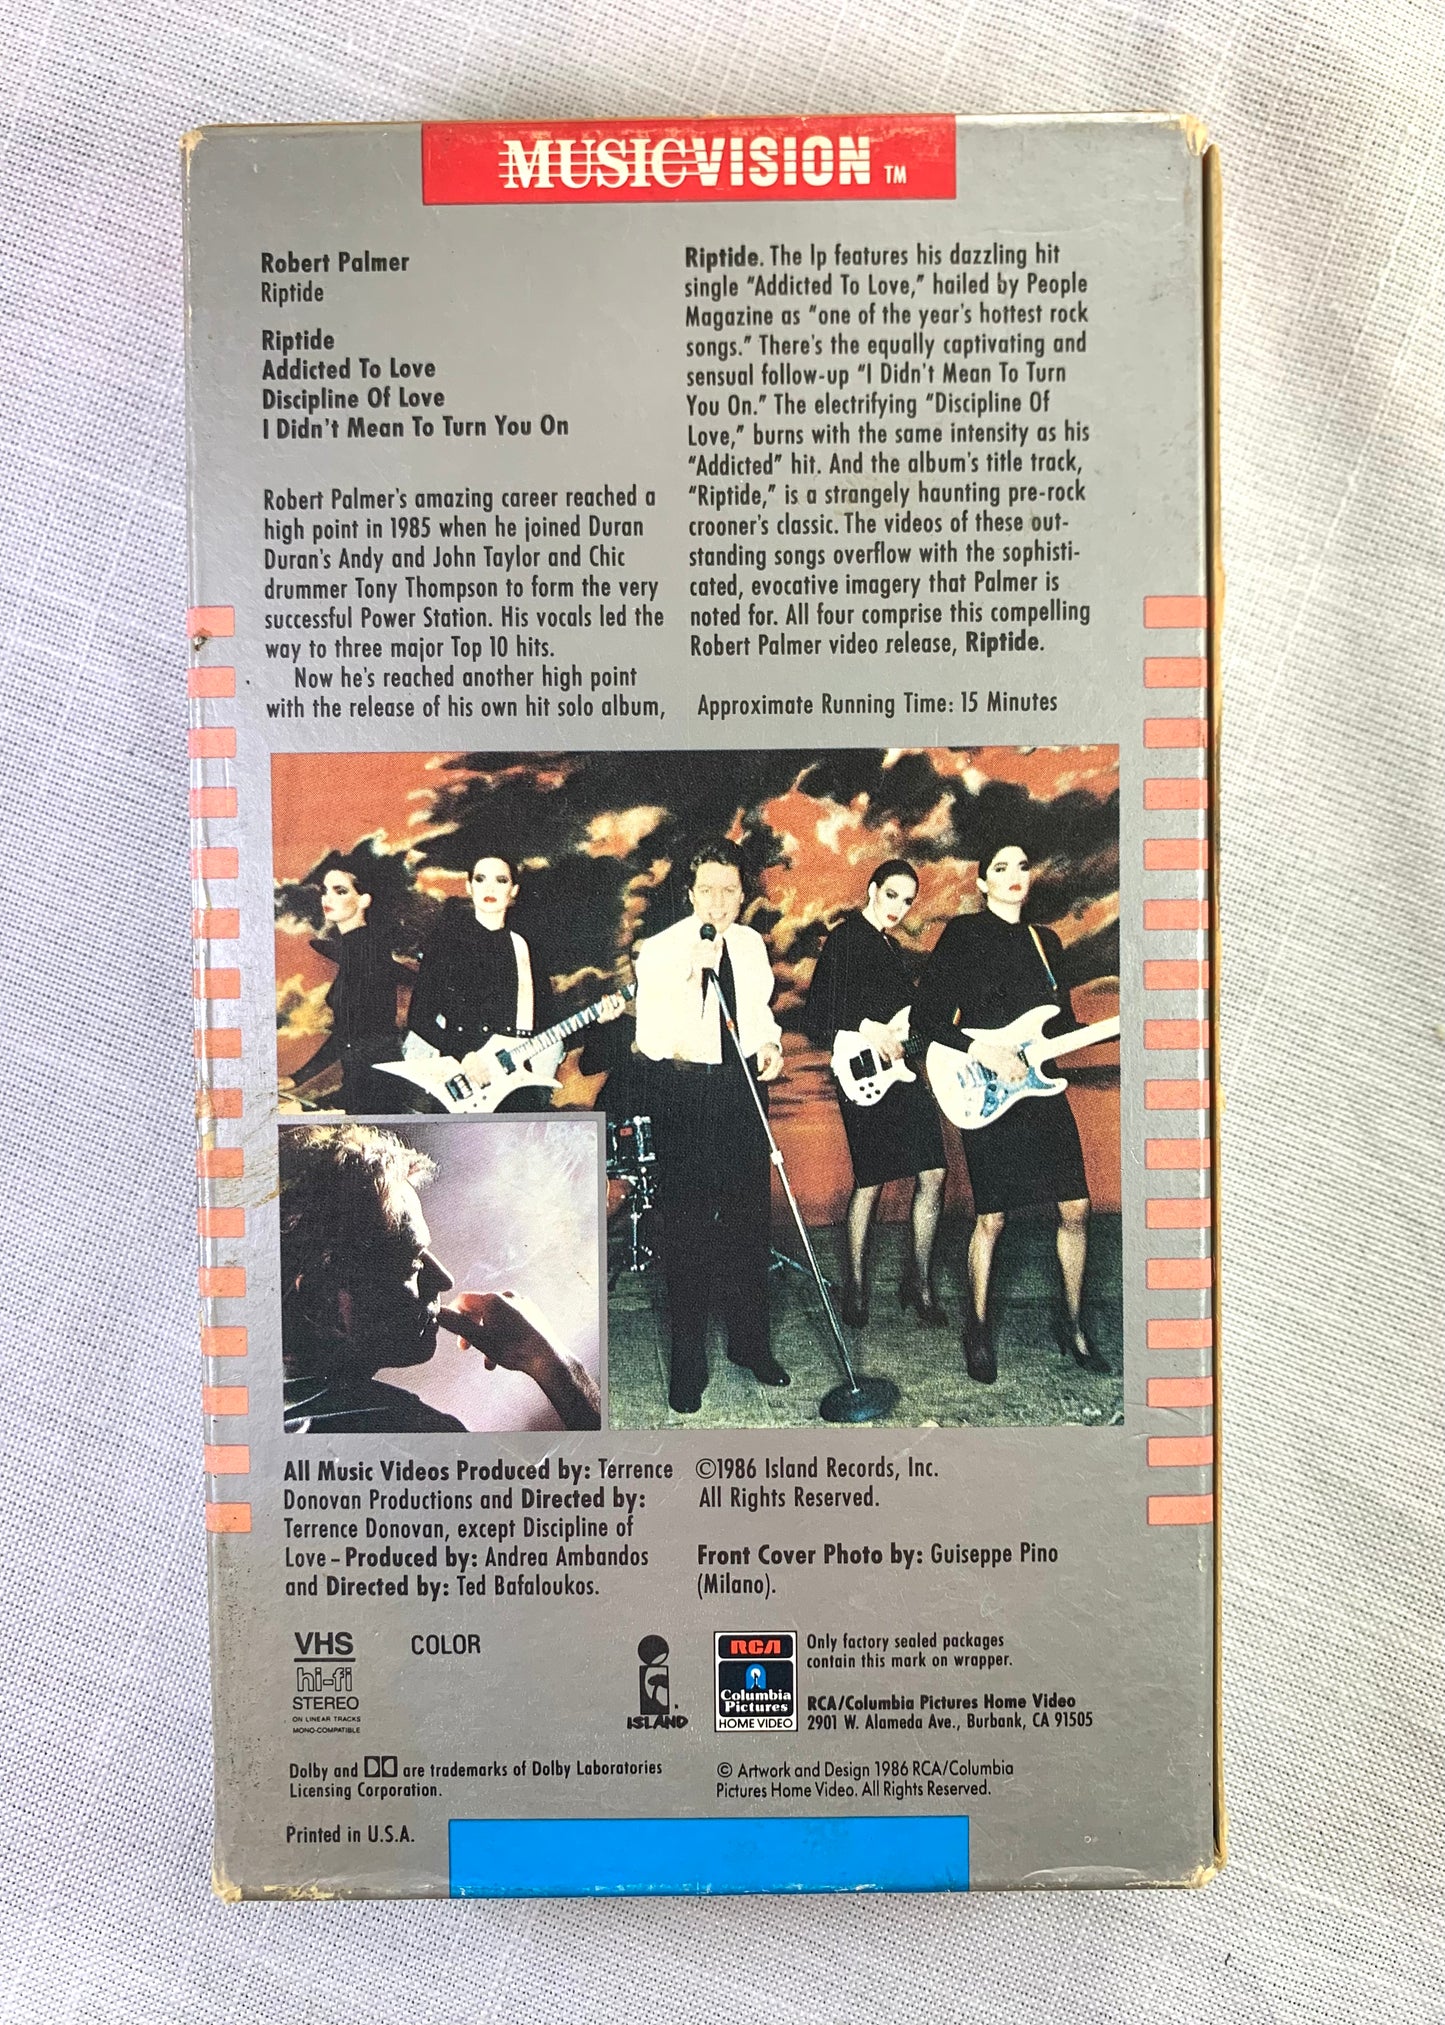 MUSICVISION TM
Robert Palmer
Riptide
Riptide
Addicted To Love
Discipline Of Love
I Didn't Mean To Turn You On
Robert Palmer's amazing career reached a
high point in 1985 when he joined Duran
Duran's Andy and John Taylor and Chic
drummer Tony Thompson to form the very
successful Power Station. His vocals led the
way to three major Top 10 hits.
Now he's reached another high point
with the release of his own hit solo album,
Riptide. The lp features his dazzling hit
single "Addicted To Love," hailed by People
Magazine as "one of the year's hottest rock
songs." There's the equally captivating and
sensual follow-up "I Didn't Mean To Turn
You On." The electrifying "Discipline Of
Love," burns with the same intensity as his
"Addicted" hit. And the album's title track,
"Riptide," is a strangely haunting pre-rock
crooner's classic. The videos of these out-
standing songs overflow with the sophisti-
cated, evocative imagery that Palmer is
noted for. All four comprise this compelling
Robert Palmer video release, Riptide.
Approximate Running Time: 15 Minutes
All Music Videos Produced by: Terrence
Donovan Productions and Directed by:
Terrence Donovan, except Discipline of
Love – Produced by: Andrea Ambandos
and Directed by: Ted Bafaloukos.
©1986 Island Records, Inc.
All Rights Reserved.
Front Cover Photo by: Guiseppe Pino
(Milano).
VHS
hi-fi
STEREO
ON LINEAR TRACKS
MONO-COMPATIBLE
COLOR
ISLAND
RCA
Columbia
Pictures
HOME VIDEO
Only factory sealed packages
contain this mark on wrapper.
RCA/Columbia Pictures Home Video
2901 W. Alameda Ave., Burbank, CA 91505
Dolby and DD are trademarks of Dolby Laboratories
Licensing Corporation.
© Artwork and Design 1986 RCA/Columbia
Pictures Home Video. All Rights Reserved.
Printed in U.S.A.